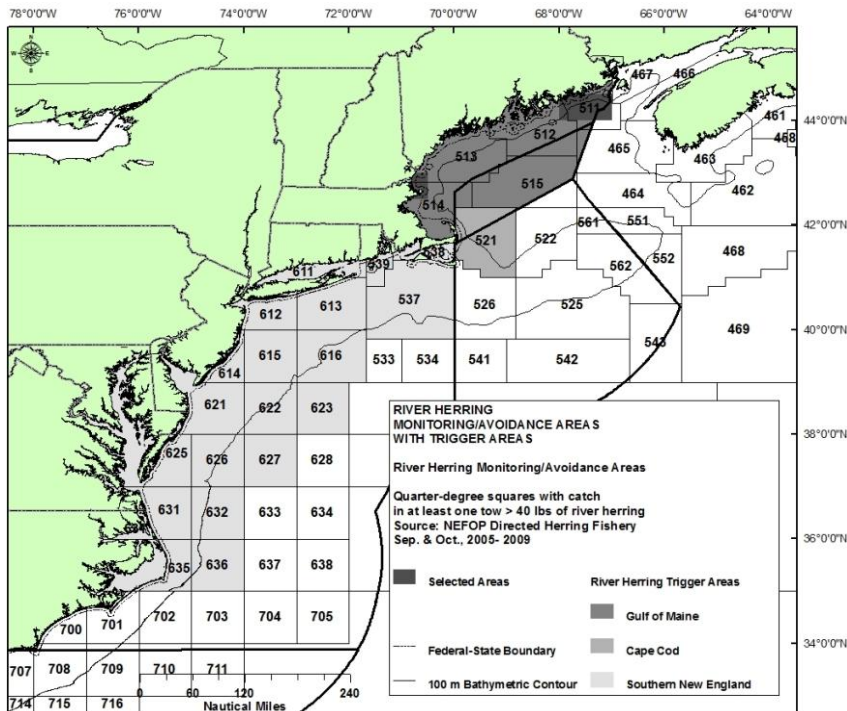 78°0'0"W 76°0'0"W 74°0'0"W 72°0'0"W 70°0'0"W 68°0'0"W 66°0'0"W 64°0'0"W
N
W E
S
467 466
511
44°0'0"N
461
512
468
513 465 463
515 464 462
514
42°0'0"N
551
561
538 521 522
539 552 468
611 562
537
613 526 525
612
40°0'0"N
543 469
615 616 533 534 541 542
614
621 622 623
RIVER HERRING
MONITORING/AVOIDANCE AREAS
WITH TRIGGER AREAS
38°0'0"N
625 626 627 628
River Herring Monitoring/Avoidance Areas
Quarter-degree squares with catch
in at least one tow > 40 lbs of river herring
Source: NEFOP Directed Herring Fishery
Sep. & Oct., 2005- 2009
631 632 633 634
36°0'0"N
635 636 637 638
Selected Areas River Herring Trigger Areas
Gulf of Maine
700 701 702 703 704 705
Federal-State Boundary Cape Cod
34°0'0"N
100 m Bathymetric Contour Southern New England
707 708 709 710 711
714 715 716
0 60 120 240
Nautical Miles